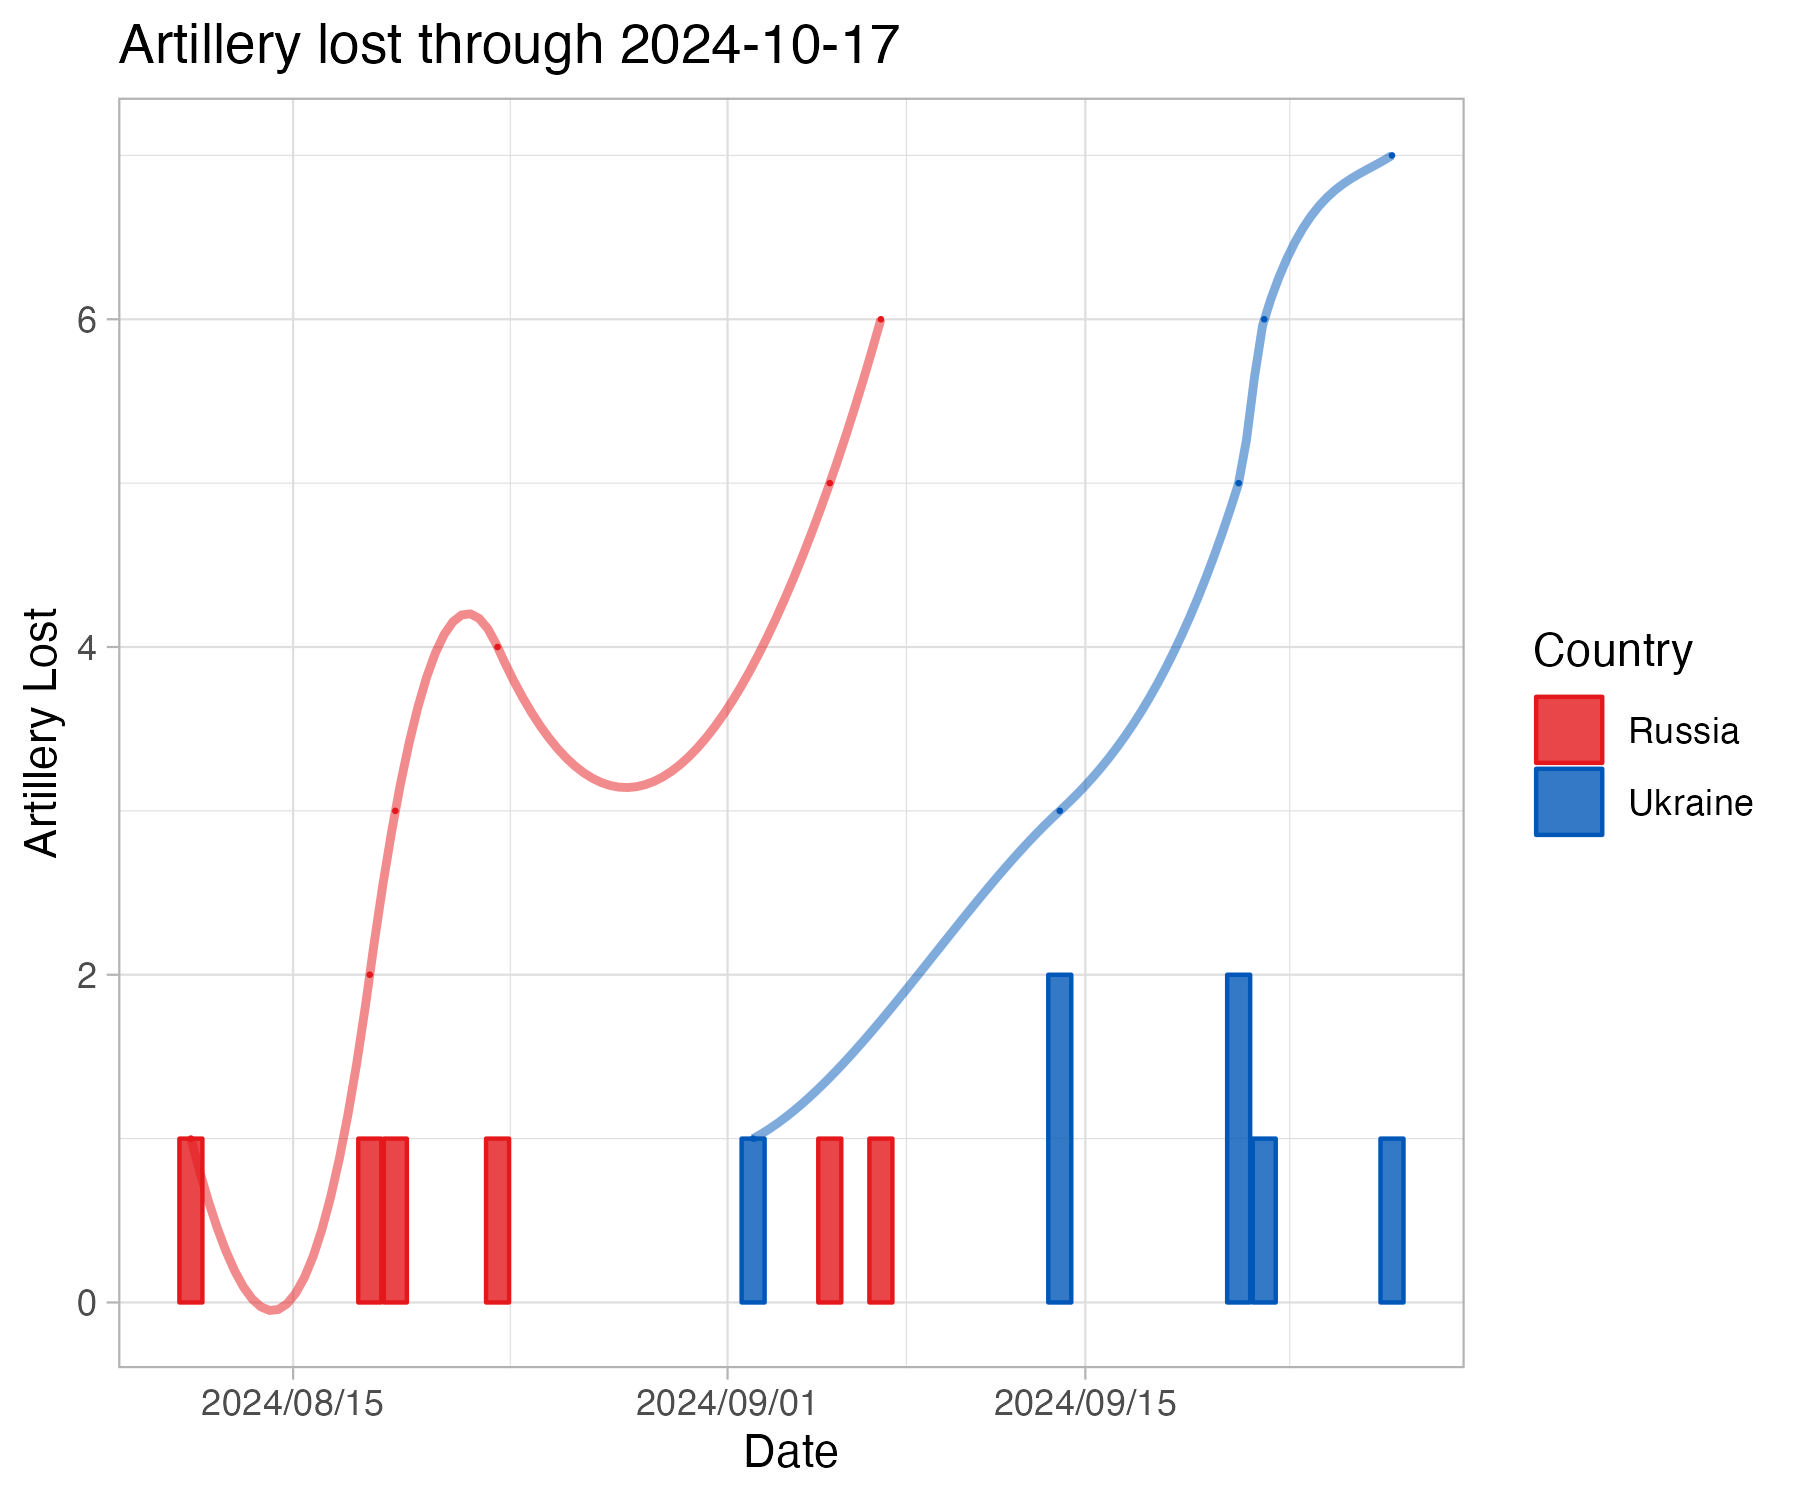 Artillery lost through 2024-10-17
Artillery Lost
6
4
2
0
2024/08/15
2024/09/01
2024/09/15
Date
Country
Russia
Ukraine